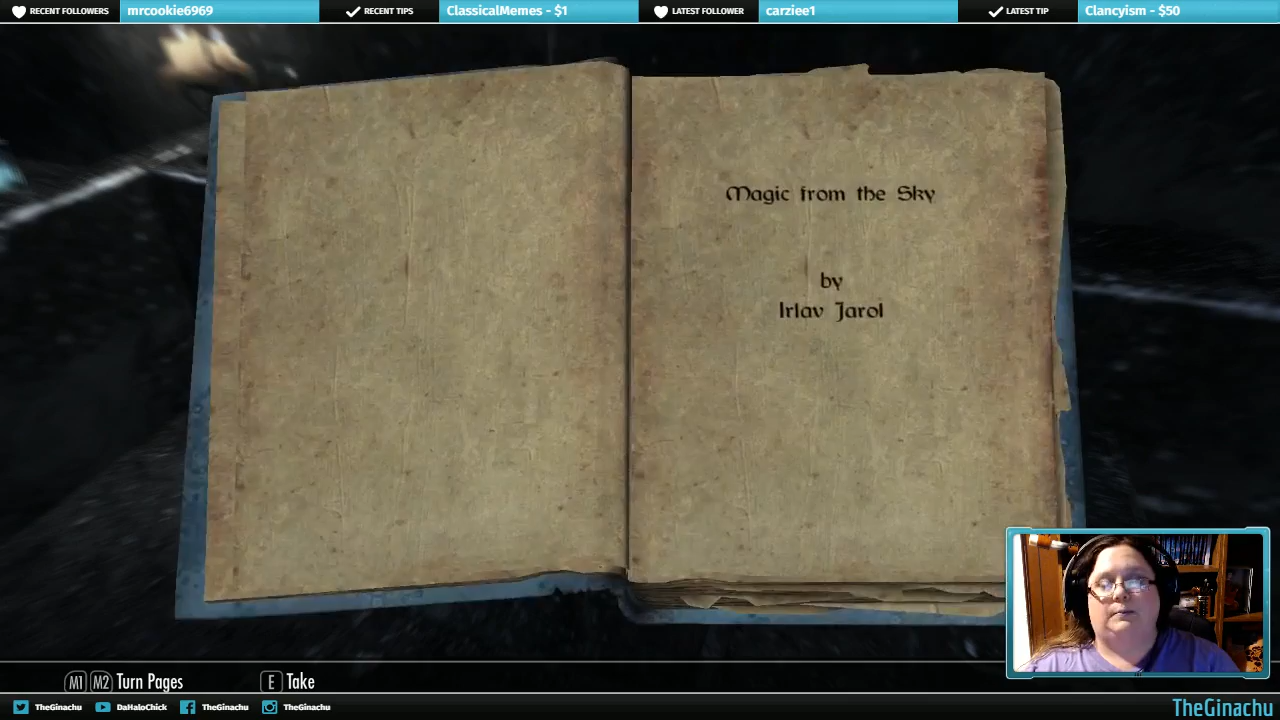 RECENT FOLLOWERS mrcookie6969 RECENT TIPS ClassicalMemes - $1 LATEST FOLLOWER carziee1 LATEST TIP Clancyism - $50
Magic from the Sky
by
Irlav Jarol
M1 M2 Turn Pages E Take
TheGinachu DaHaloChick TheGinachu TheGinachu TheGinachu